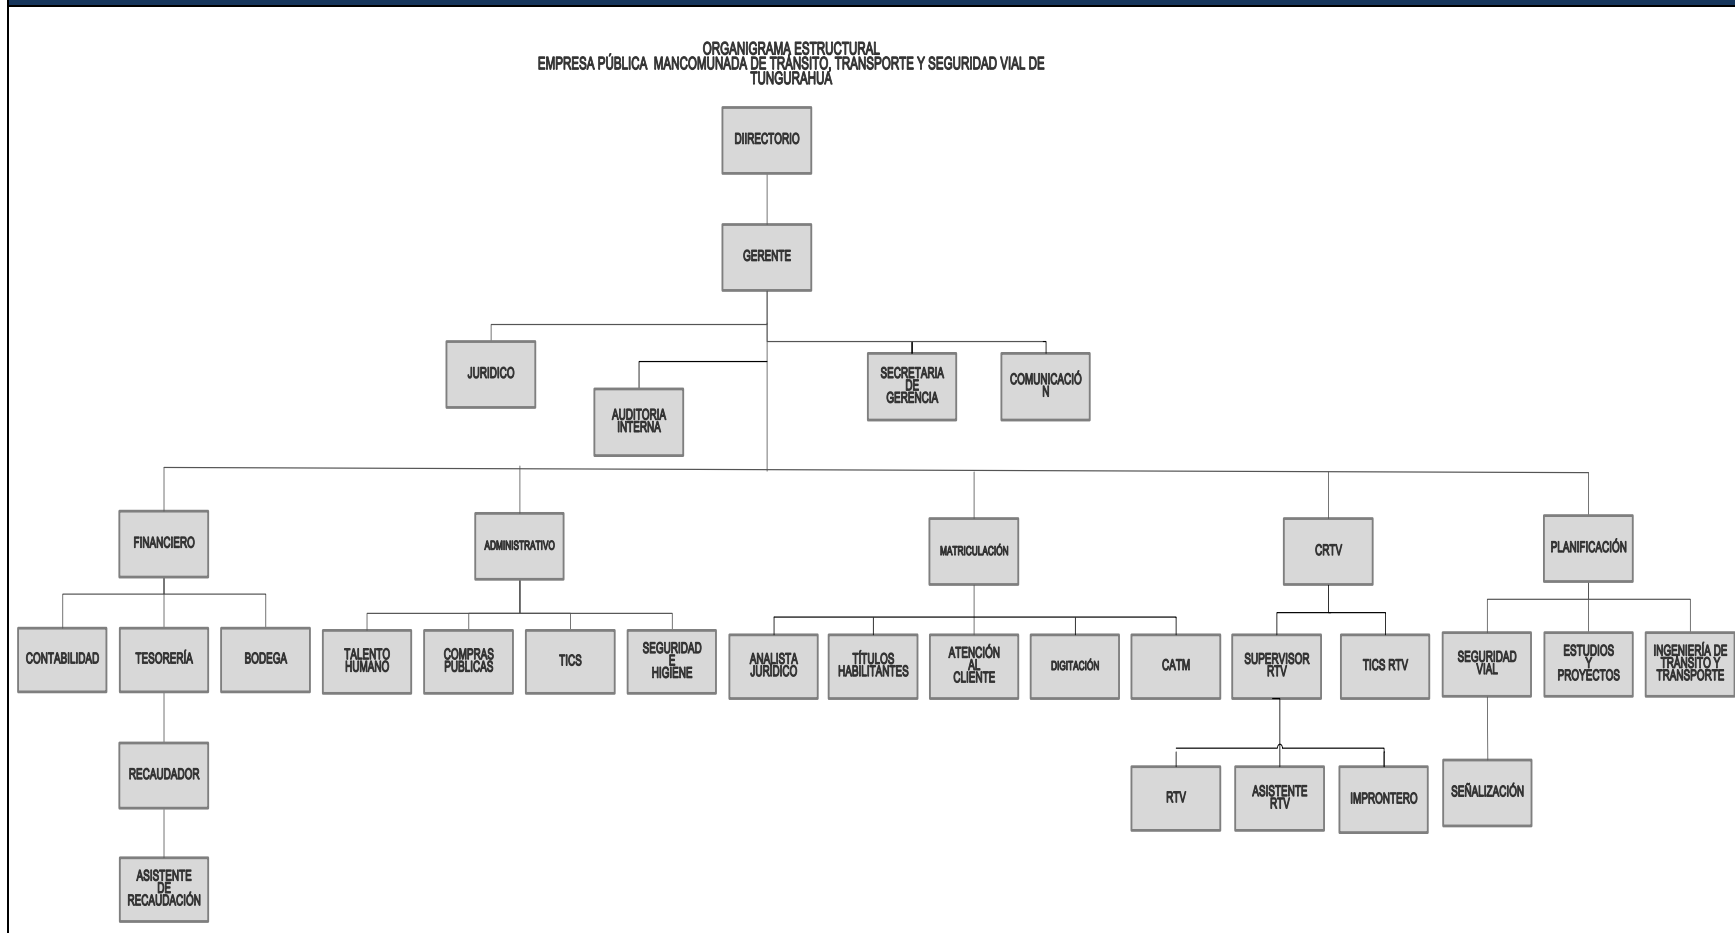 ORGANIGRAMA ESTRUCTURAL
EMPRESA PÚBLICA MANCOMUNADA DE TRÁNSITO, TRANSPORTE Y SEGURIDAD VIAL DE
TUNGURAHUA
DIIRECTORIO
GERENTE
JURIDICO
AUDITORIA
INTERNA
SECRETARIA
DE
GERENCIA
COMUNICACIÓ
N
FINANCIERO
ADMINISTRATIVO
MATRICULACIÓN
CRTV
PLANIFICACIÓN
CONTABILIDAD
TESORERÍA
BODEGA
TALENTO
HUMANO
COMPRAS
PUBLICAS
TICS
SEGURIDAD
E
HIGIENE
ANALISTA
JURÍDICO
TÍTULOS
HABILITANTES
ATENCIÓN
AL
CLIENTE
DIGITACIÓN
CATM
SUPERVISOR
RTV
TICS RTV
SEGURIDAD
VIAL
ESTUDIOS
Y
PROYECTOS
INGENIERÍA DE
TRÁNSITO Y
TRANSPORTE
RECAUDADOR
RTV
ASISTENTE
RTV
IMPRONTERO
SEÑALIZACIÓN
ASISTENTE
DE
RECAUDACIÓN